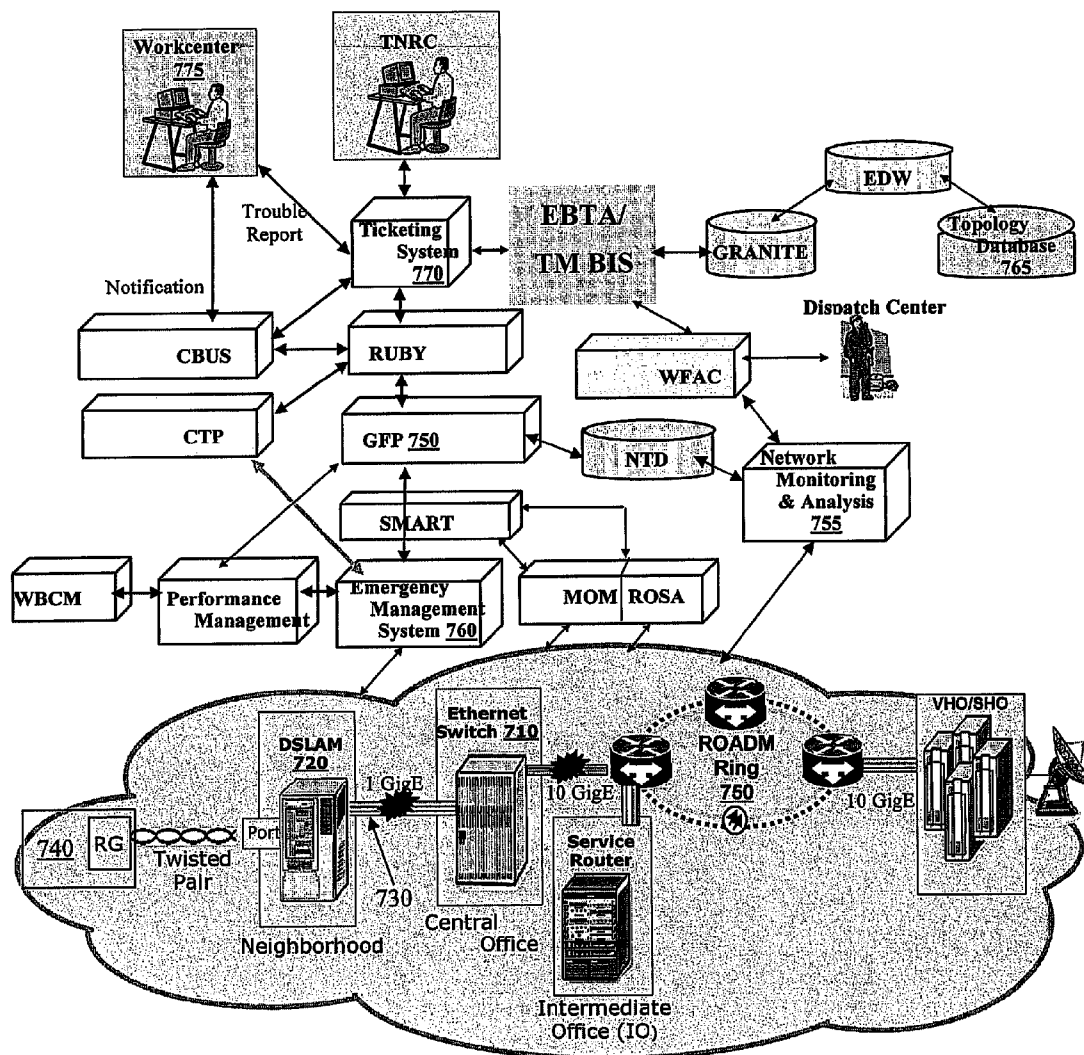 Workcenter
775
TNRC
EDW
Trouble
Report
Ticketing
System 770
EBTA/
TM BIS
GRANITE
Topology
Database
765
Notification
Dispatch Center
CBUS
RUBY
WFAC
CTP
GFP 750
NTD
Network
Monitoring
& Analysis
755
SMART
WBCM
Performance
Management
Emergency
Management
System 760
MOM
ROSA
VHO/SHO
Ethernet
Switch 710
DSLAM
720
ROADM
Ring
750
1 GigE
10 GigE
10 GigE
740
RG
Port
Twisted
Pair
730
Service
Router
Central
Office
Neighborhood
Intermediate
Office (IO)